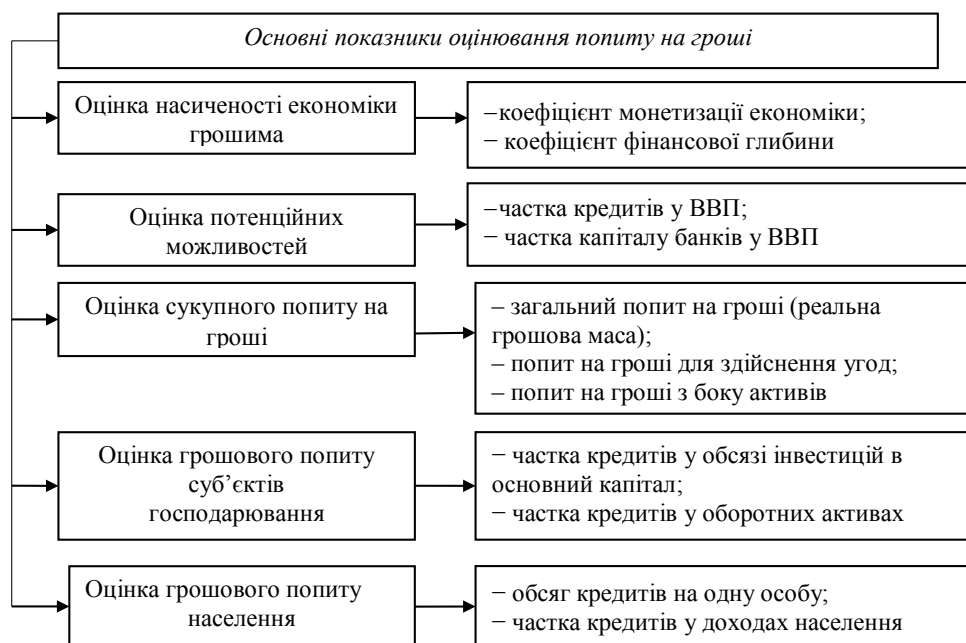 Основні показники оцінювання попиту на гроші
Оцінка насиченості економіки
грошима
–коефіцієнт монетизації економіки;
− коефіцієнт фінансової глибини
Оцінка потенційних
можливостей
–частка кредитів у ВВП;
− частка капіталу банків у ВВП
Оцінка сукупного попиту на
гроші
– загальний попит на гроші (реальна
грошова маса);
– попит на гроші для здійснення угод;
– попит на гроші з боку активів
Оцінка грошового попиту
суб’єктів
господарювання
− частка кредитів у обсязі інвестицій в
основний капітал;
− частка кредитів у оборотних активах
Оцінка грошового попиту
населення
− обсяг кредитів на одну особу;
− частка кредитів у доходах населення